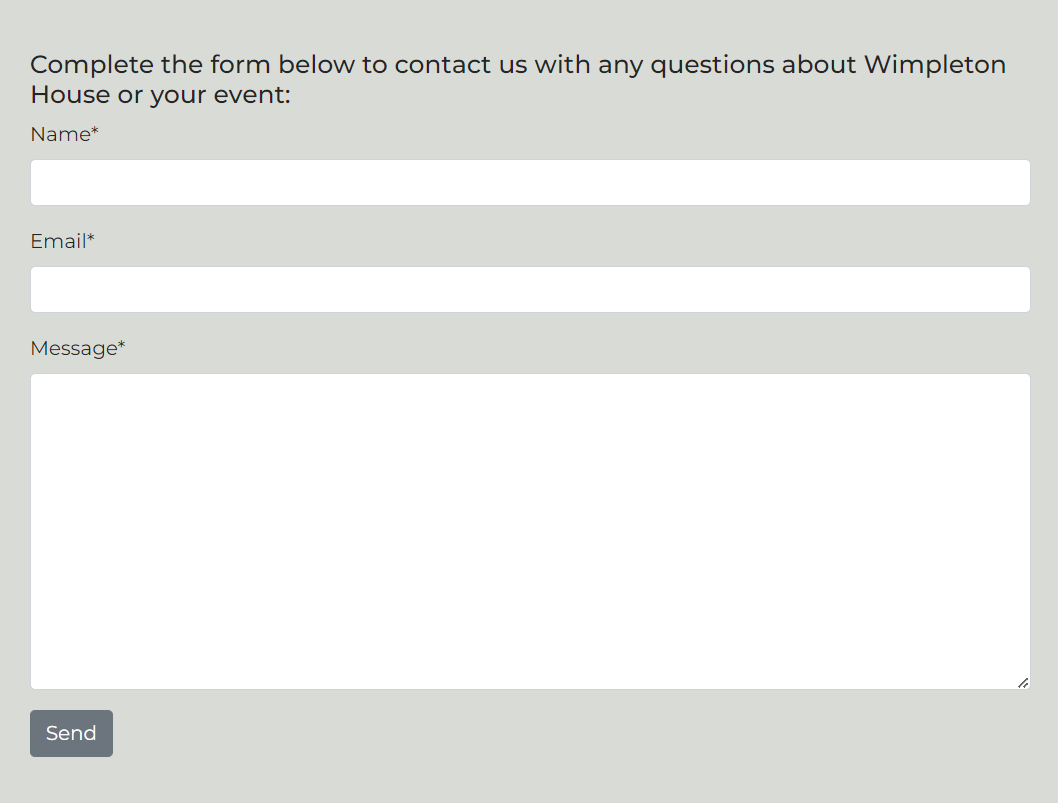 Complete the form below to contact us with any questions about Wimpleton
House or your event:
Name*
Email*
Message*
Send